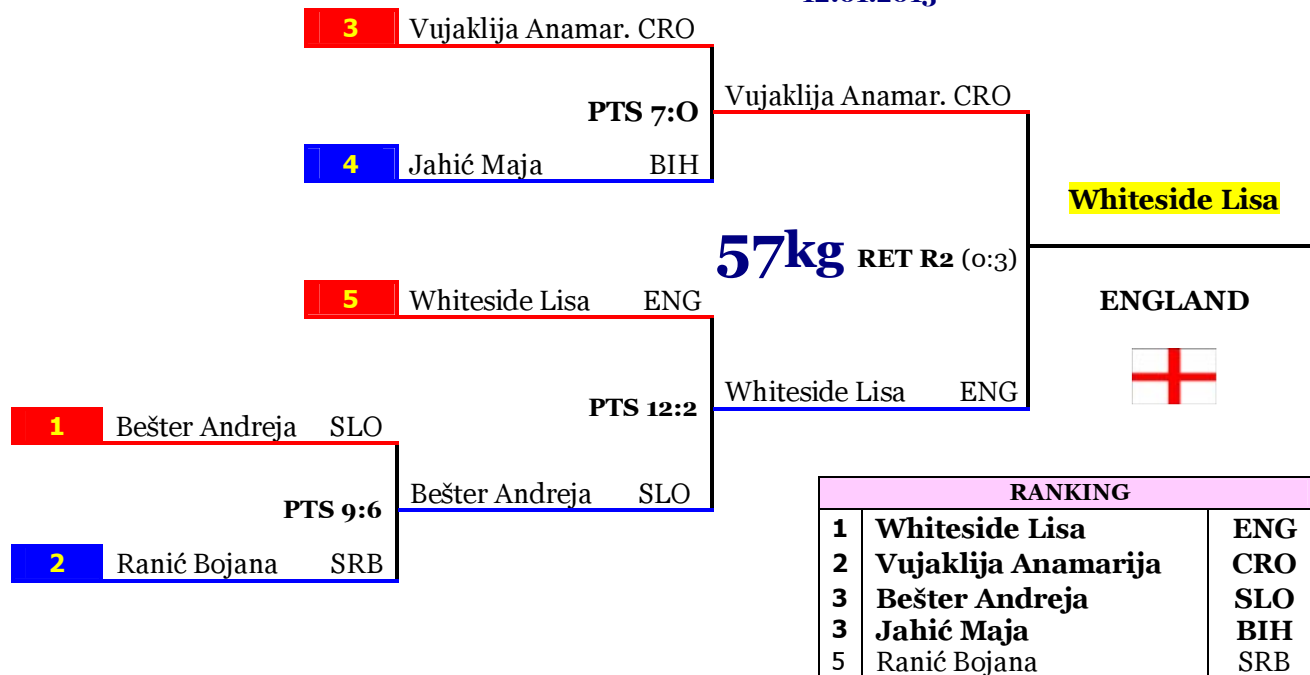 3 Vujaklija Anamar. CRO
PTS 7:0
Vujaklija Anamar. CRO
4 Jahić Maja BIH
Whiteside Lisa
57kg RET R2 (0:3)
5 Whiteside Lisa ENG
ENGLAND
Whiteside Lisa ENG
PTS 12:2
1 Bešter Andreja SLO
Bešter Andreja SLO
PTS 9:6
2 Ranić Bojana SRB
RANKING
1 Whiteside Lisa ENG
2 Vujaklija Anamarija CRO
3 Bešter Andreja SLO
3 Jahić Maja BIH
5 Ranić Bojana SRB